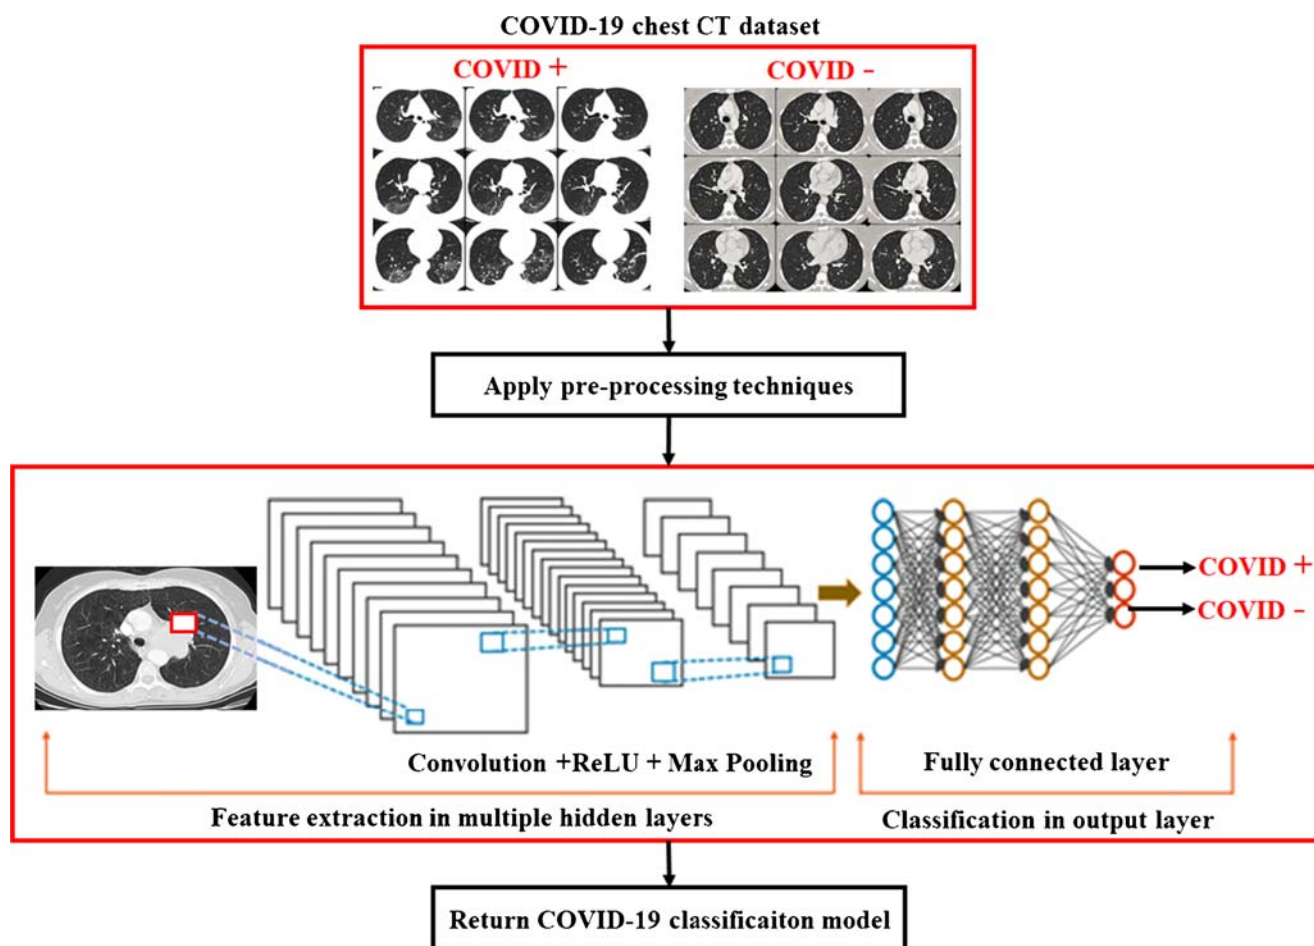 COVID-19 chest CT dataset
COVID +
COVID -
Apply pre-processing techniques
COVID +
COVID -
Convolution +ReLU + Max Pooling
Fully connected layer
Feature extraction in multiple hidden layers
Classification in output layer
Return COVID-19 classificaiton model